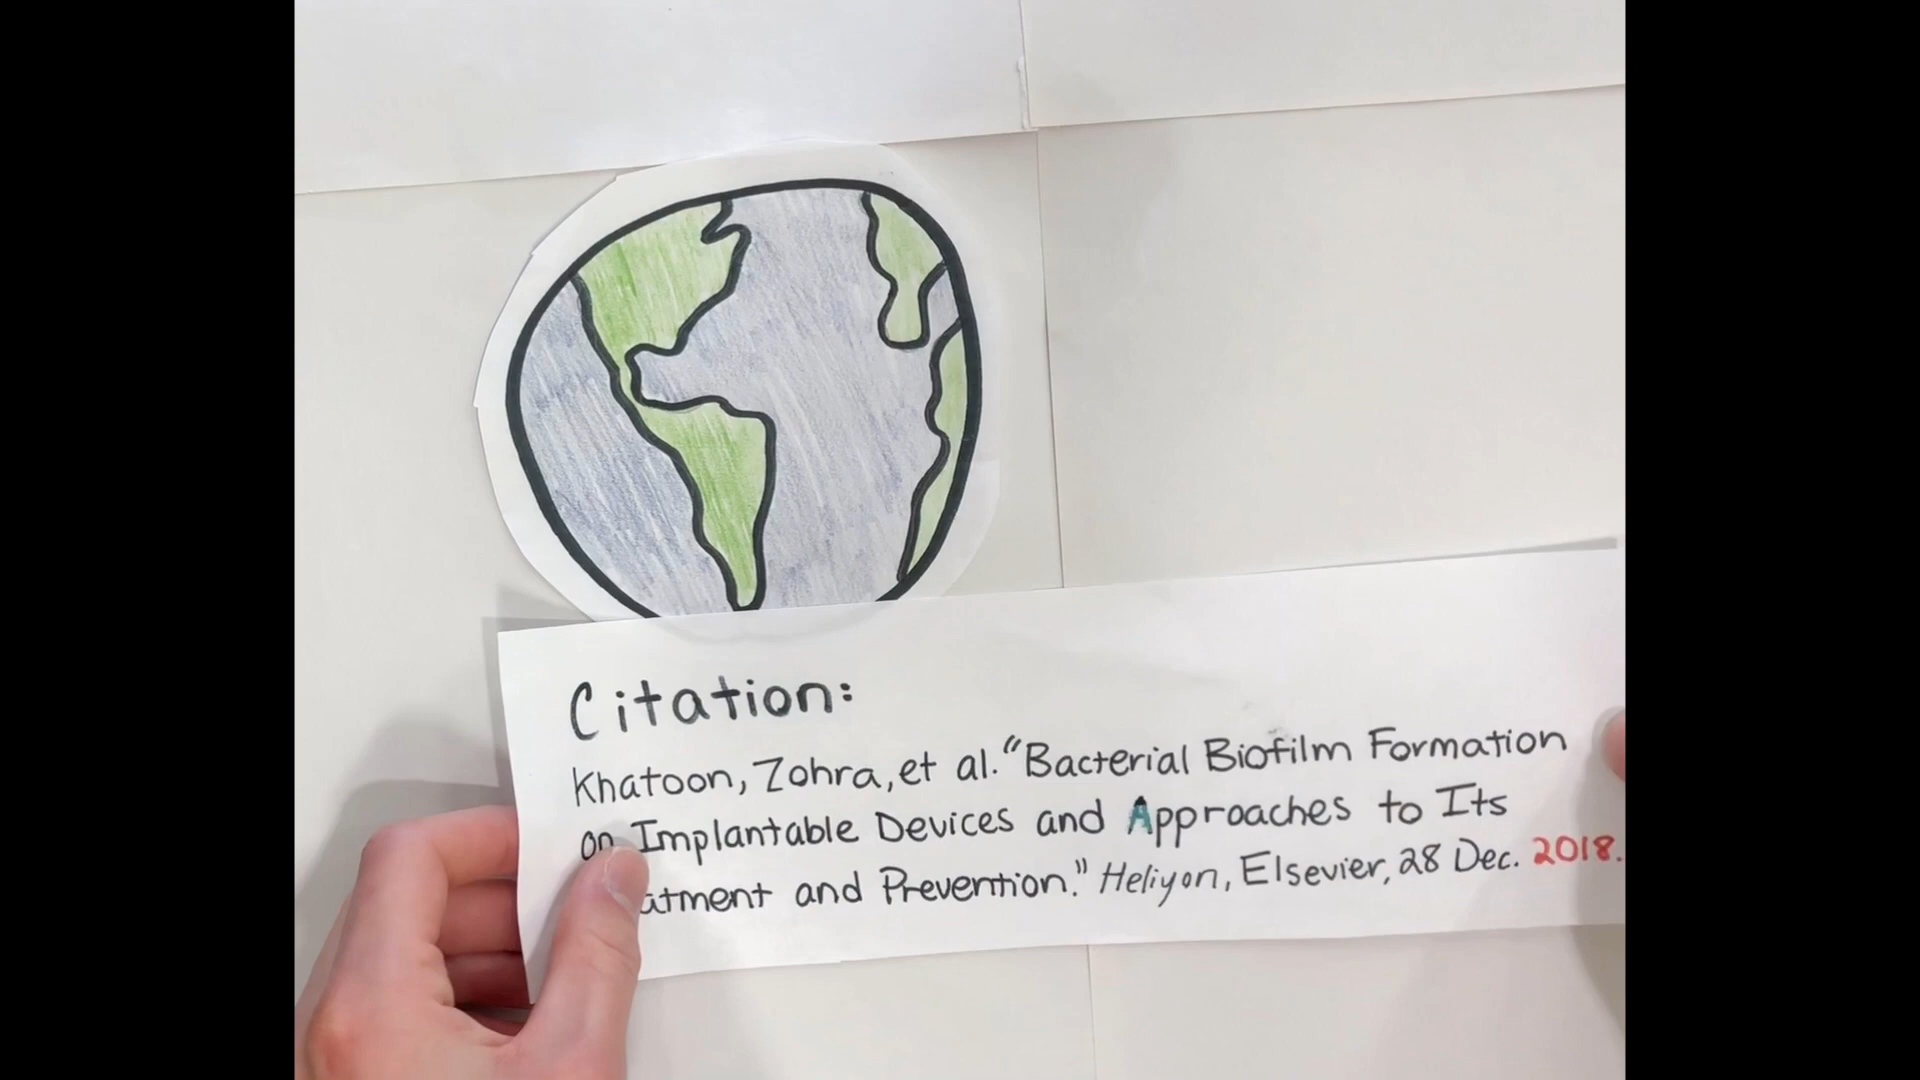 Citation:
Khatoon, Zohra, et al. "Bacterial Biofilm Formation
on Implantable Devices and Approaches to Its
atment and Prevention." Heliyon, Elsevier, 28 Dec. 2018.